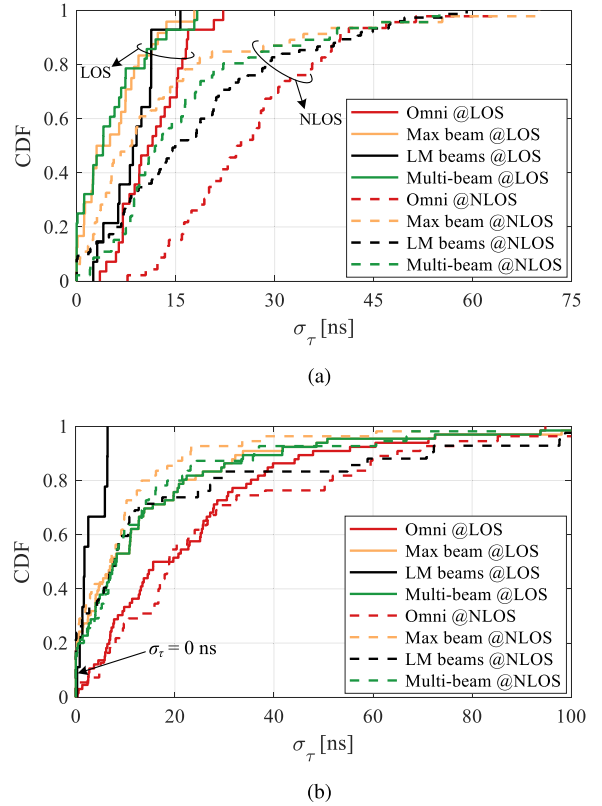 1
0.8
0.6
0.4
0.2
0
CDF
LOS
NLOS
Omni @LOS
Max beam @LOS
LM beams @LOS
Multi-beam @LOS
Omni @NLOS
Max beam @NLOS
LM beams @NLOS
Multi-beam @NLOS
0 15 30 45 60 75
σ_τ [ns]
(a)
1
0.8
0.6
0.4
0.2
0
CDF
σ_τ = 0 ns
Omni @LOS
Max beam @LOS
LM beams @LOS
Multi-beam @LOS
Omni @NLOS
Max beam @NLOS
LM beams @NLOS
Multi-beam @NLOS
0 20 40 60 80 100
σ_τ [ns]
(b)